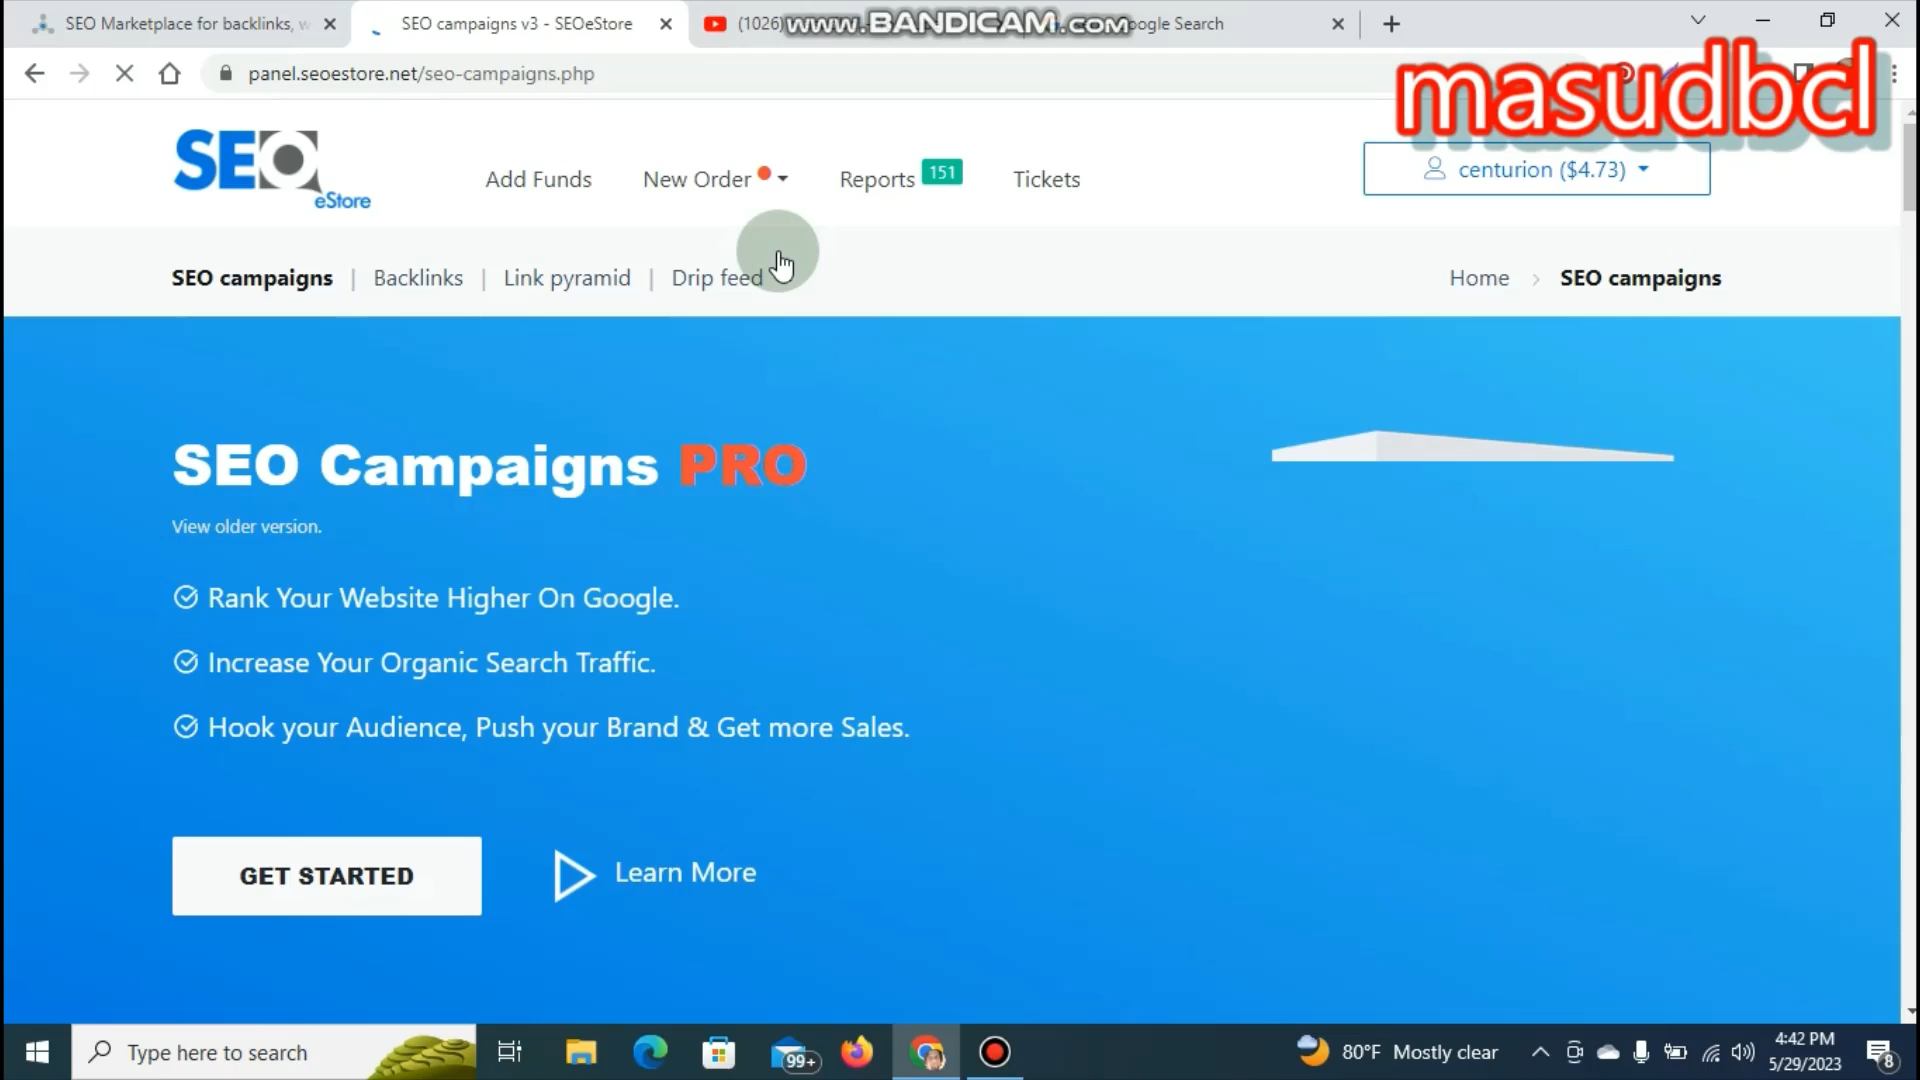 SEO Marketplace for backlinks, w
SEO campaigns v3 - SEOeStore
(1026)
www.BANDICAM.com
ogle Search
panel.seoestore.net/seo-campaigns.php
masudbcl
SEO
eStore
Add Funds
New Order
Reports 151
Tickets
centurion ($4.73)
SEO campaigns | Backlinks | Link pyramid | Drip feed
Home > SEO campaigns
SEO Campaigns PRO
View older version.
Rank Your Website Higher On Google.
Increase Your Organic Search Traffic.
Hook your Audience, Push your Brand & Get more Sales.
GET STARTED
Learn More
Type here to search
99+
80°F Mostly clear
4:42 PM
5/29/2023
8